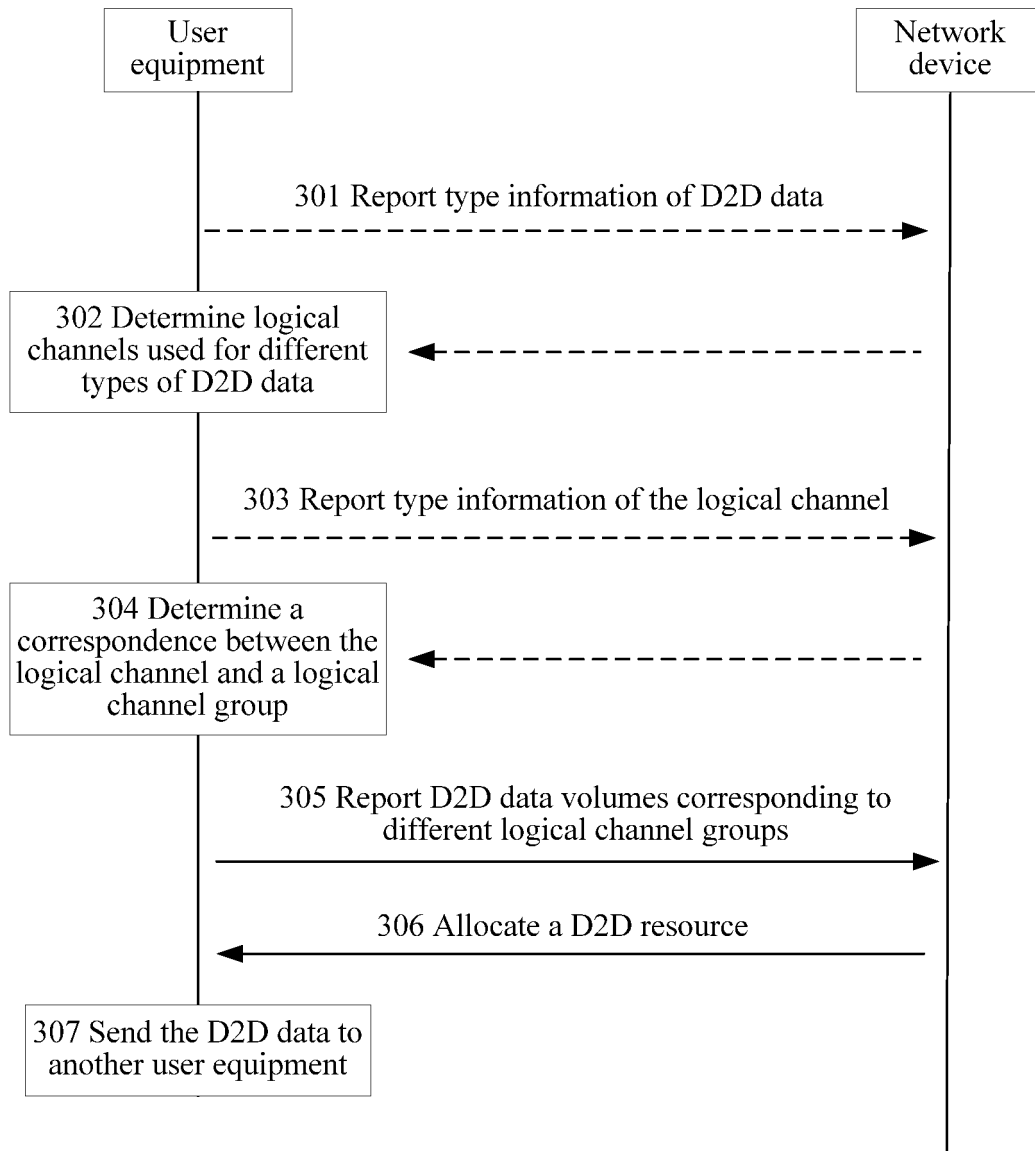 User
equipment
Network
device
301 Report type information of D2D data
302 Determine logical
channels used for different
types of D2D data
303 Report type information of the logical channel
304 Determine a
correspondence between the
logical channel and a logical
channel group
305 Report D2D data volumes corresponding to
different logical channel groups
306 Allocate a D2D resource
307 Send the D2D data to
another user equipment